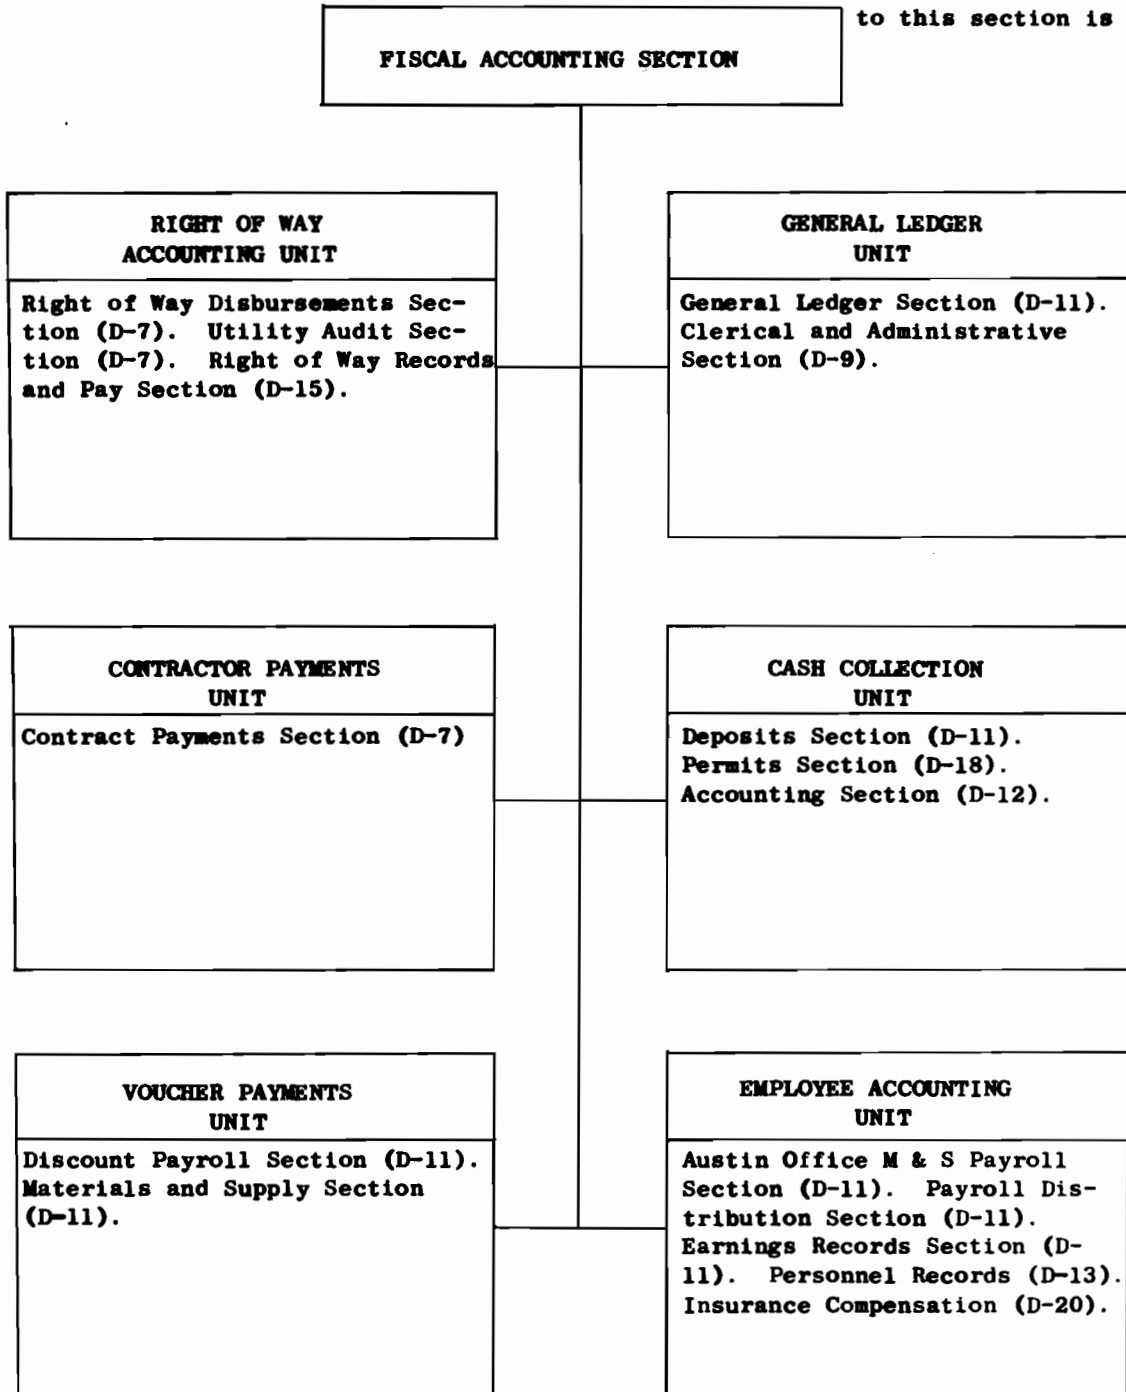 to this section is
FISCAL ACCOUNTING SECTION
RIGHT OF WAY
ACCOUNTING UNIT
Right of Way Disbursements Sec-
tion (D-7). Utility Audit Sec-
tion (D-7). Right of Way Records
and Pay Section (D-15).
GENERAL LEDGER
UNIT
General Ledger Section (D-11).
Clerical and Administrative
Section (D-9).
CONTRACTOR PAYMENTS
UNIT
Contract Payments Section (D-7)
CASH COLLECTION
UNIT
Deposits Section (D-11).
Permits Section (D-18).
Accounting Section (D-12).
VOUCHER PAYMENTS
UNIT
Discount Payroll Section (D-11).
Materials and Supply Section
(D-11).
EMPLOYEE ACCOUNTING
UNIT
Austin Office M & S Payroll
Section (D-11). Payroll Dis-
tribution Section (D-11).
Earnings Records Section (D-
11). Personnel Records (D-13).
Insurance Compensation (D-20).